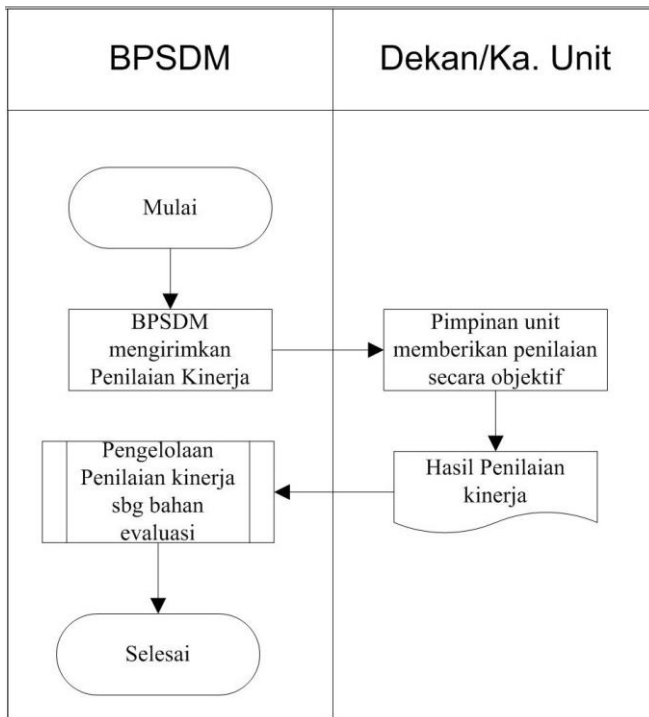 BPSDM
Dekan/Ka. Unit
Mulai
BPSDM
mengirimkan
Penilaian Kinerja
Pimpinan unit
memberikan penilaian
secara objektif
Hasil Penilaian
kinerja
Pengelolaan
Penilaian kinerja
sbg bahan
evaluasi
Selesai